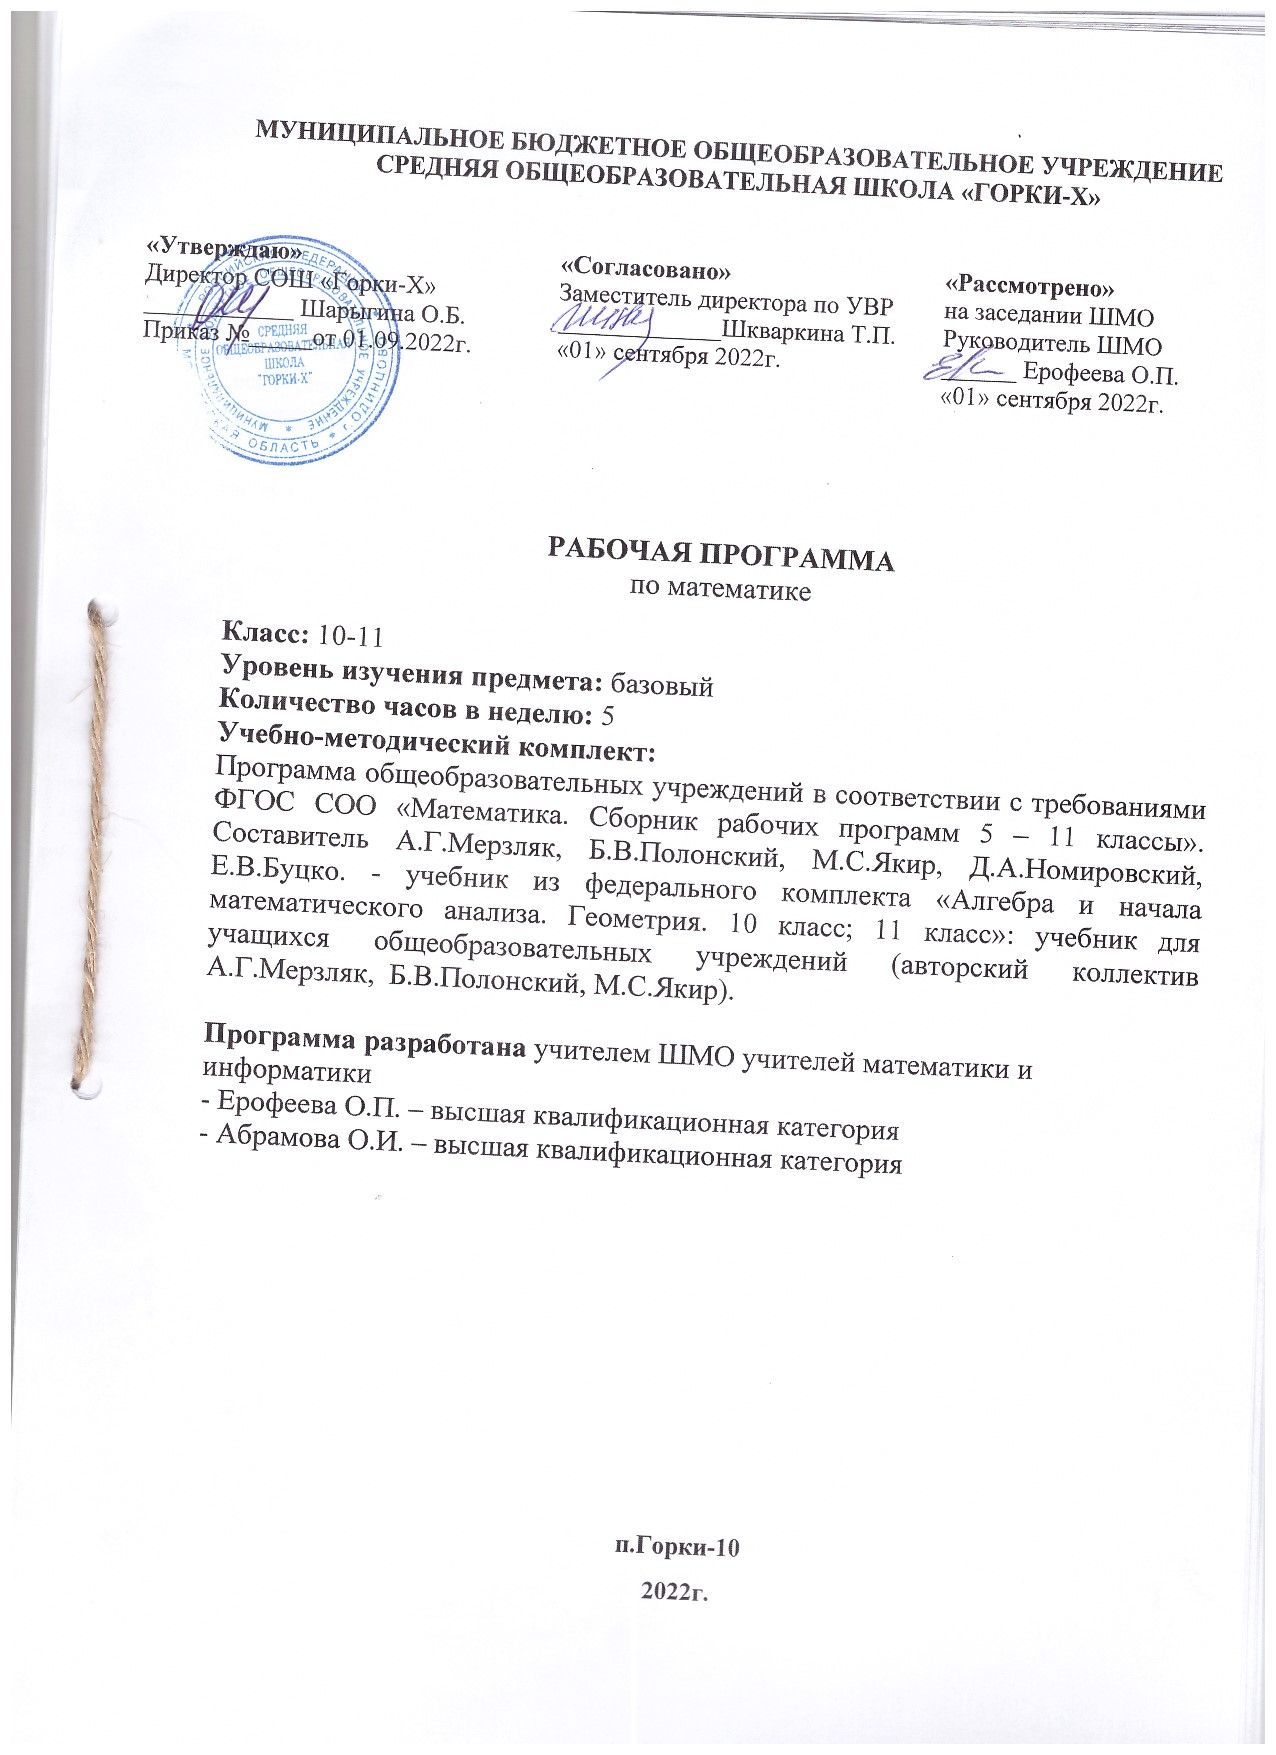 МУНИЦИПАЛЬНОЕ БЮДЖЕТНОЕ ОБЩЕОБРАЗОВАТЕЛЬНОЕ УЧРЕЖДЕНИЕ
СРЕДНЯЯ ОБЩЕОБРАЗОВАТЕЛЬНАЯ ШКОЛА «ГОРКИ-Х»
«Утверждаю»
Директор СОШ «Горки-Х»
____________ Шарыгина О.Б.
Приказ № _____ от 01.09.2022г.
СРЕДНЯЯ
ОБЩЕОБРАЗОВАТЕЛЬНАЯ
ШКОЛА
"ГОРКИ-Х"
«Согласовано»
Заместитель директора по УВР
_____________Шкваркина Т.П.
«01» сентября 2022г.
«Рассмотрено»
на заседании ШМО
Руководитель ШМО
______ Ерофеева О.П.
«01» сентября 2022г.
РАБОЧАЯ ПРОГРАММА
по математике
Класс: 10-11
Уровень изучения предмета: базовый
Количество часов в неделю: 5
Учебно-методический комплект:
Программа общеобразовательных учреждений в соответствии с требованиями
ФГОС СОО «Математика. Сборник рабочих программ 5 – 11 классы».
Составитель А.Г.Мерзляк, Б.В.Полонский, М.С.Якир, Д.А.Номировский,
Е.В.Буцко. - учебник из федерального комплекта «Алгебра и начала
математического анализа. Геометрия. 10 класс; 11 класс»: учебник для
учащихся общеобразовательных учреждений (авторский коллектив
А.Г.Мерзляк, Б.В.Полонский, М.С.Якир).
Программа разработана учителем ШМО учителей математики и
информатики
- Ерофеева О.П. – высшая квалификационная категория
- Абрамова О.И. – высшая квалификационная категория
п.Горки-10
2022г.